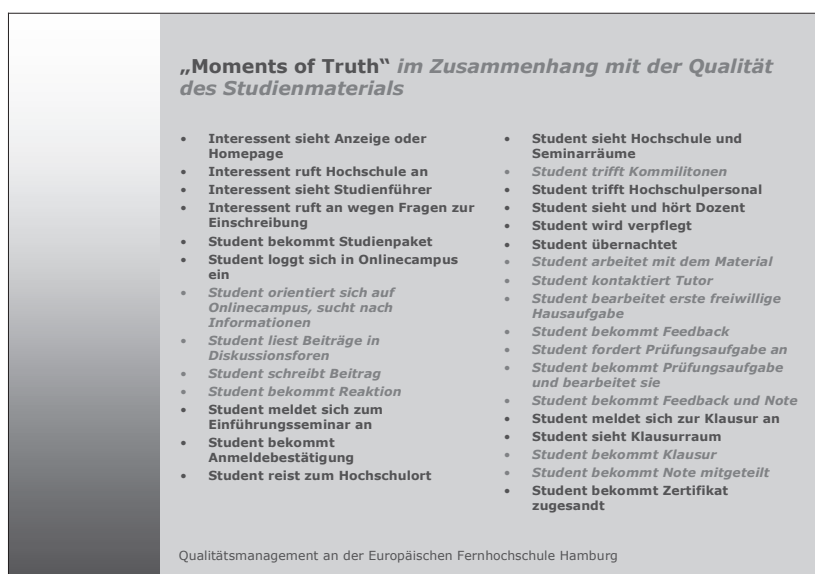 „Moments of Truth“ im Zusammenhang mit der Qualität
des Studienmaterials
• Interessent sieht Anzeige oder
Homepage
• Interessent ruft Hochschule an
• Interessent sieht Studienführer
• Interessent ruft an wegen Fragen zur
Einschreibung
• Student bekommt Studienpaket
• Student loggt sich in Onlinecampus
ein
• Student orientiert sich auf
Onlinecampus, sucht nach
Informationen
• Student liest Beiträge in
Diskussionsforen
• Student schreibt Beitrag
• Student bekommt Reaktion
• Student meldet sich zum
Einführungsseminar an
• Student bekommt
Anmeldebestätigung
• Student reist zum Hochschulort
• Student sieht Hochschule und
Seminarräume
• Student trifft Kommilitonen
• Student trifft Hochschulpersonal
• Student sieht und hört Dozent
• Student wird verpflegt
• Student übernachtet
• Student arbeitet mit dem Material
• Student kontaktiert Tutor
• Student bearbeitet erste freiwillige
Hausaufgabe
• Student bekommt Feedback
• Student fordert Prüfungsaufgabe an
• Student bekommt Prüfungsaufgabe
und bearbeitet sie
• Student bekommt Feedback und Note
• Student meldet sich zur Klausur an
• Student sieht Klausurraum
• Student bekommt Klausur
• Student bekommt Note mitgeteilt
• Student bekommt Zertifikat
zugesandt
Qualitätsmanagement an der Europäischen Fernhochschule Hamburg